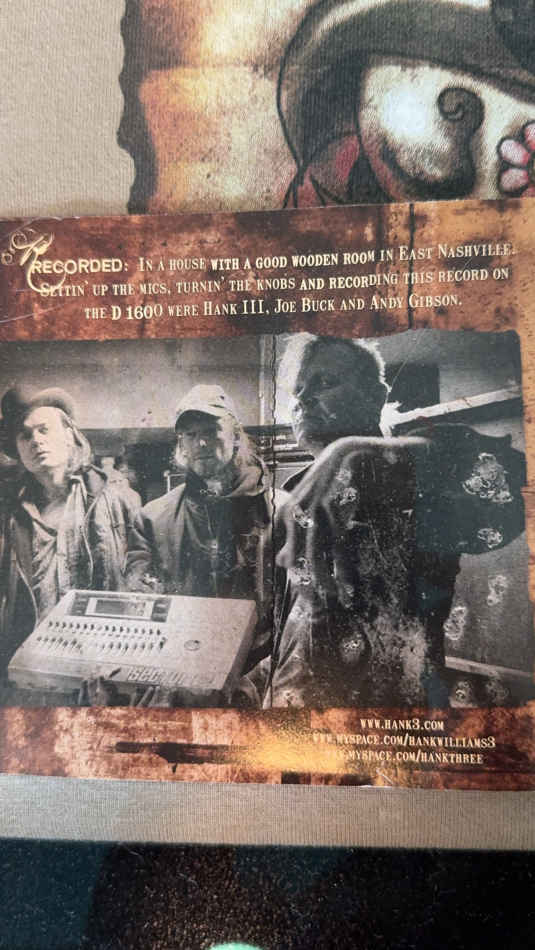 RECORDED: IN A HOUSE WITH A GOOD WOODEN ROOM IN EAST NASHVILLE.
SETTIN' UP THE MICS, TURNIN' THE KNOBS AND RECORDING THIS RECORD ON
THE D 1600 WERE HANK III, JOE BUCK AND ANDY GIBSON.
WWW.HANK3.COM
WWW.MYSPACE.COM/HANKWILLIAMS3
WWW.MYSPACE.COM/HANKTHREE